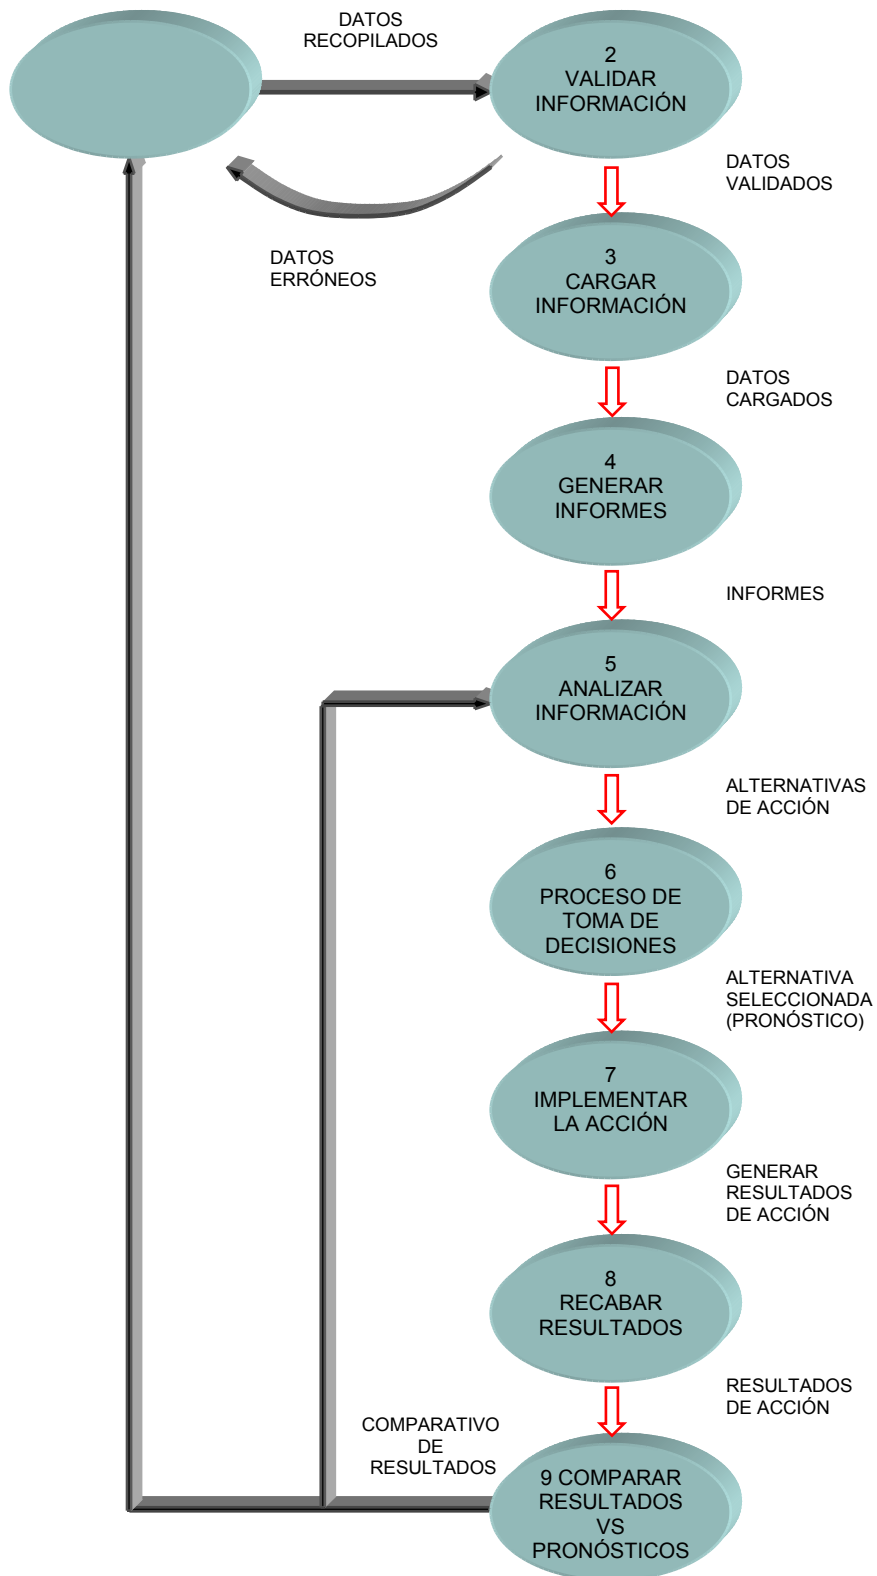 DATOS
RECOPILADOS
2
VALIDAR
INFORMACIÓN
DATOS
VALIDADOS
DATOS
ERRÓNEOS
3
CARGAR
INFORMACIÓN
DATOS
CARGADOS
4
GENERAR
INFORMES
INFORMES
5
ANALIZAR
INFORMACIÓN
ALTERNATIVAS
DE ACCIÓN
6
PROCESO DE
TOMA DE
DECISIONES
ALTERNATIVA
SELECCIONADA
(PRONÓSTICO)
7
IMPLEMENTAR
LA ACCIÓN
GENERAR
RESULTADOS
DE ACCIÓN
8
RECABAR
RESULTADOS
RESULTADOS
DE ACCIÓN
COMPARATIVO
DE
RESULTADOS
9 COMPARAR
RESULTADOS
VS
PRONÓSTICOS